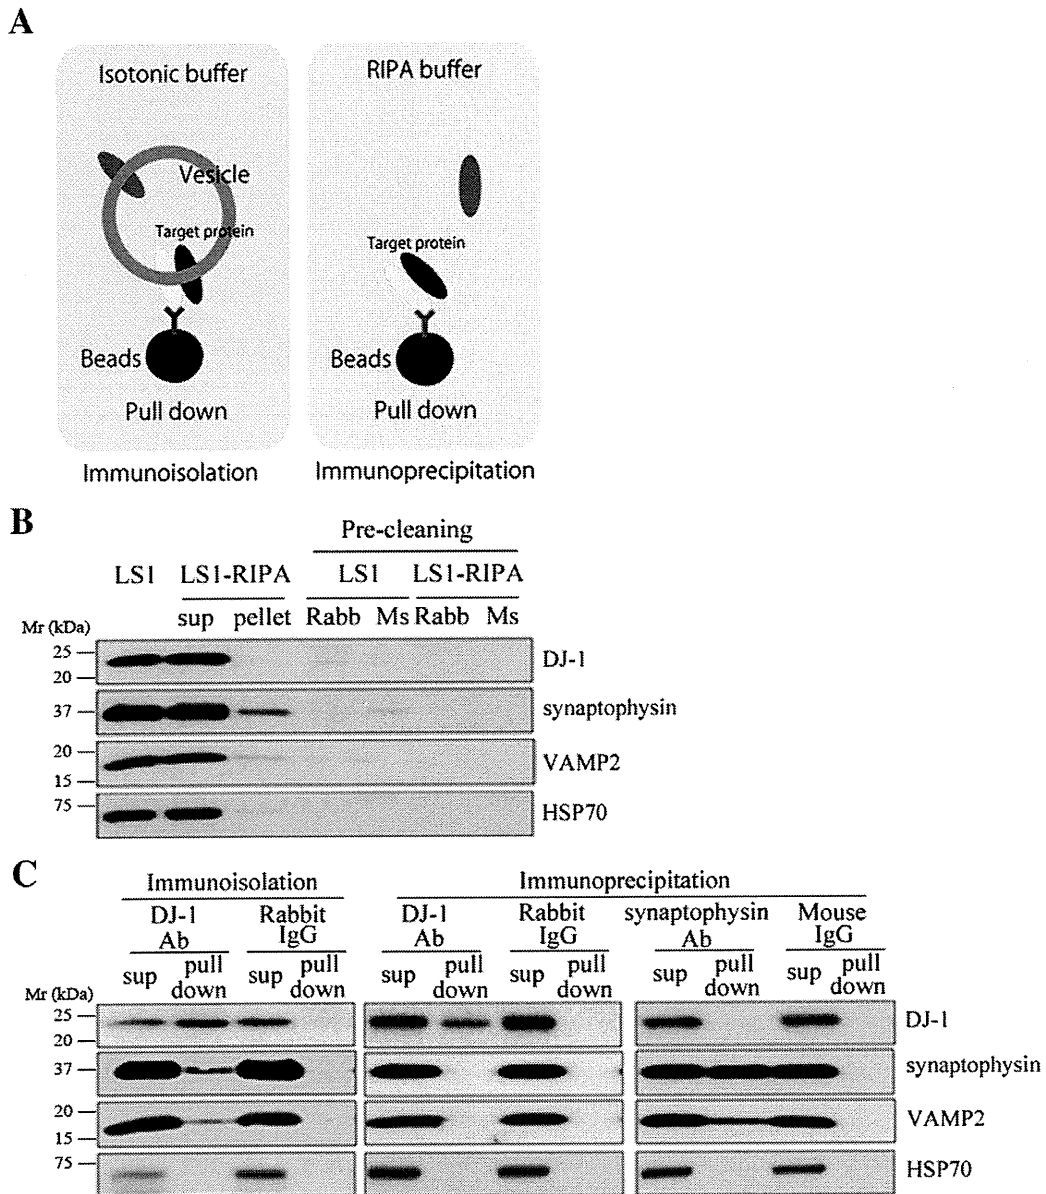 A
Isotonic buffer
Vesicle
Target protein
Beads
Pull down
Immunoisolation
RIPA buffer
Target protein
Beads
Pull down
Immunoprecipitation
B
Pre-cleaning
LS1 LS1-RIPA LS1 LS1-RIPA
sup pellet Rabb Ms Rabb Ms
Mr (kDa)
25
20
DJ-1
37
synaptophysin
20
15
VAMP2
75
HSP70
C
Immunoisolation Immunoprecipitation
DJ-1 Ab Rabbit IgG DJ-1 Ab Rabbit IgG synaptophysin Ab Mouse IgG
sup pull down sup pull down sup pull down sup pull down sup pull down sup pull down
Mr (kDa)
25
20
DJ-1
37
synaptophysin
20
15
VAMP2
75
HSP70